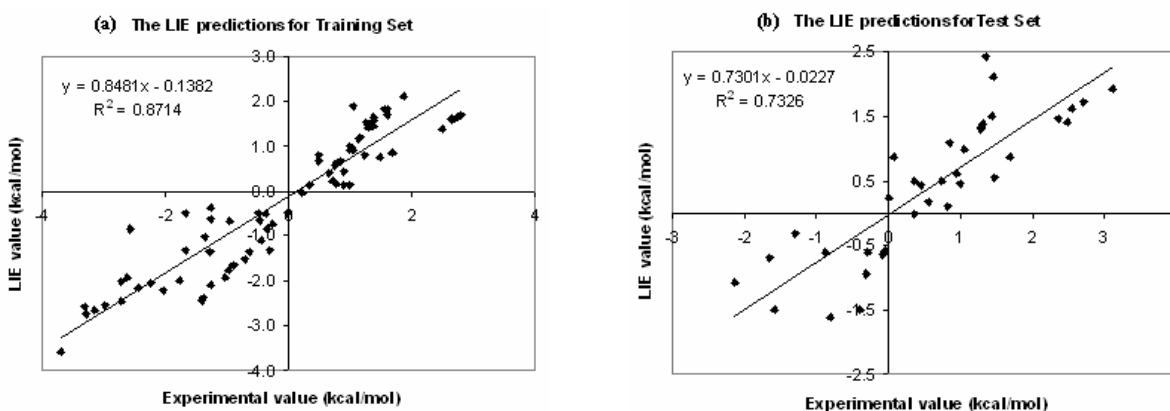 (a) The LIE predictions for Training Set
y = 0.8481x - 0.1382
R² = 0.8714
3.0
2.0
1.0
0.0
-1.0
-2.0
-3.0
-4.0
-4
-2
0
2
4
LIE value (kcal/mol)
Experimental value (kcal/mol)
(b) The LIE predictions for Test Set
y = 0.7301x - 0.0227
R² = 0.7326
2.5
1.5
0.5
-0.5
-1.5
-2.5
-3
-2
-1
0
1
2
3
LIE value (kcal/mol)
Experimental value (kcal/mol)